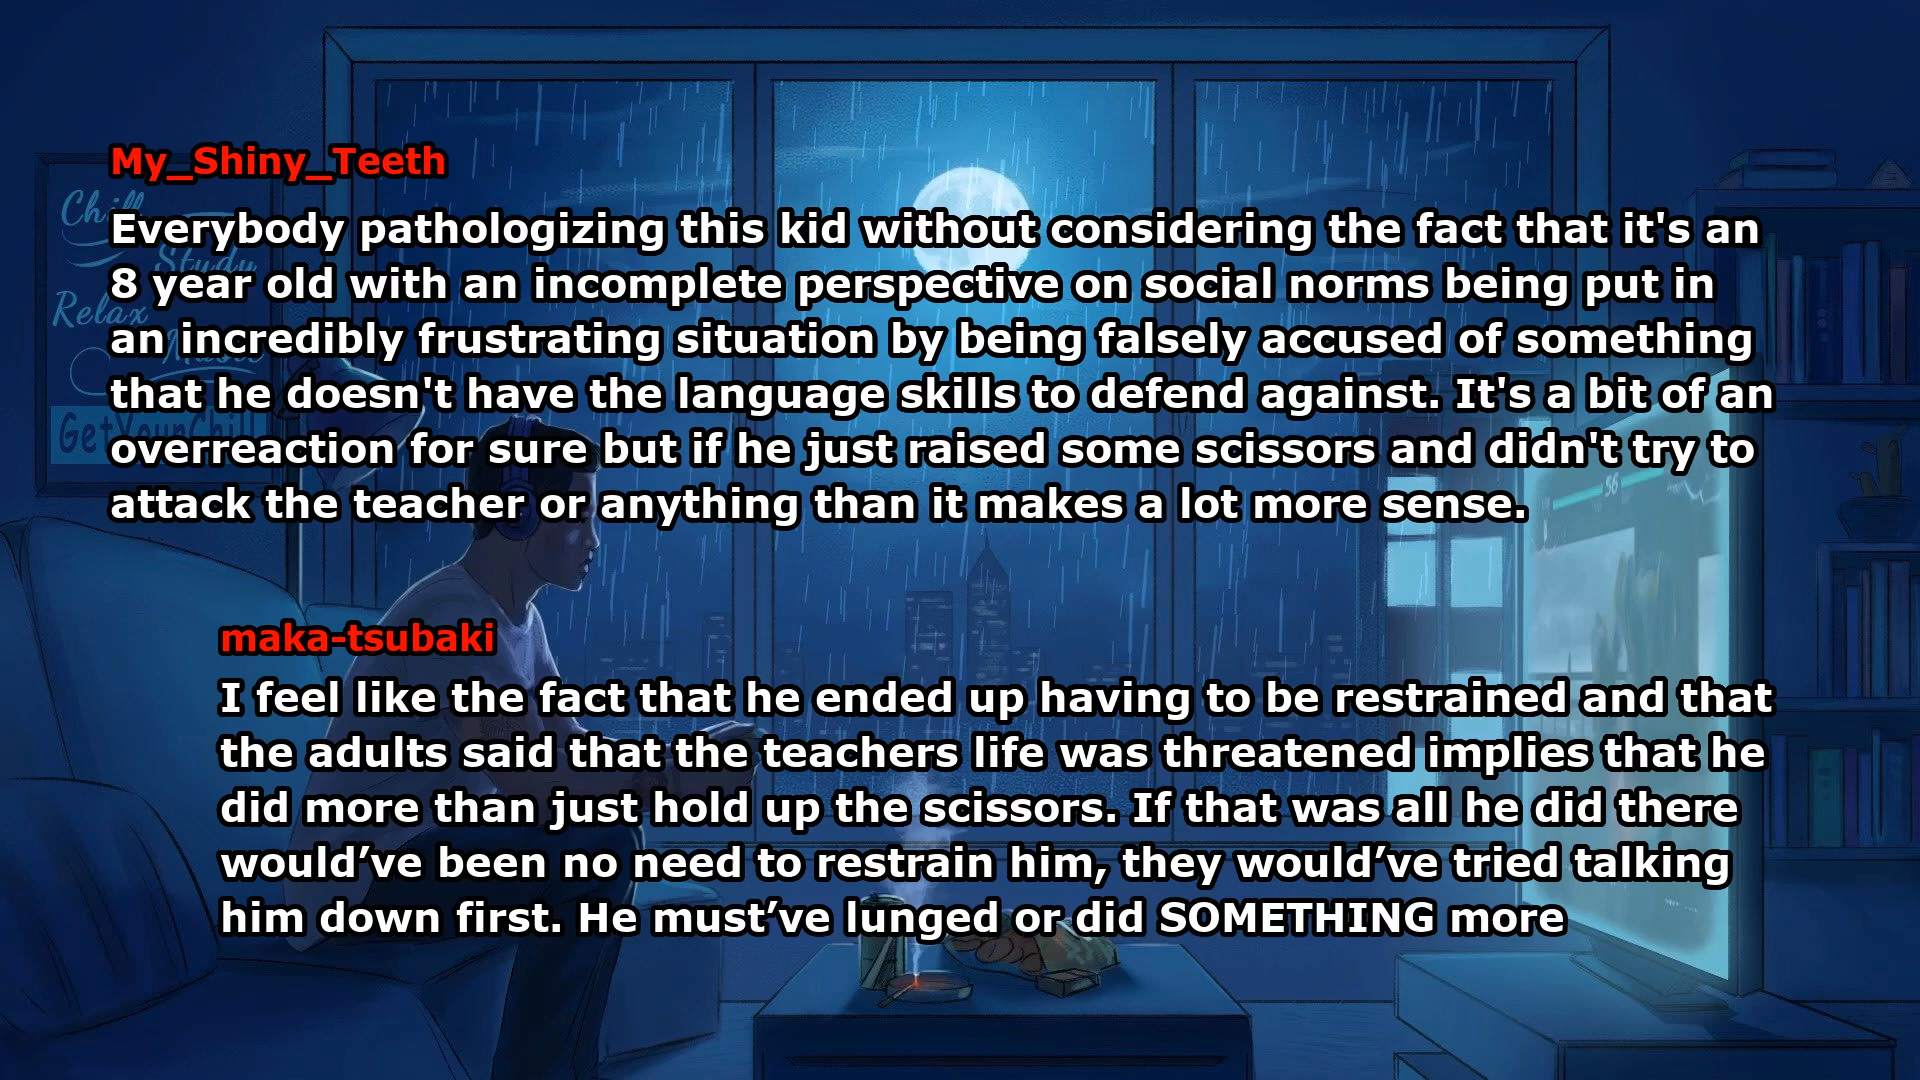 My_Shiny_Teeth
Everybody pathologizing this kid without considering the fact that it's an
8 year old with an incomplete perspective on social norms being put in
an incredibly frustrating situation by being falsely accused of something
that he doesn't have the language skills to defend against. It's a bit of an
overreaction for sure but if he just raised some scissors and didn't try to
attack the teacher or anything than it makes a lot more sense.
maka-tsubaki
I feel like the fact that he ended up having to be restrained and that
the adults said that the teachers life was threatened implies that he
did more than just hold up the scissors. If that was all he did there
would’ve been no need to restrain him, they would’ve tried talking
him down first. He must’ve lunged or did SOMETHING more
Chill
Study
Relax
GetYourChill
56